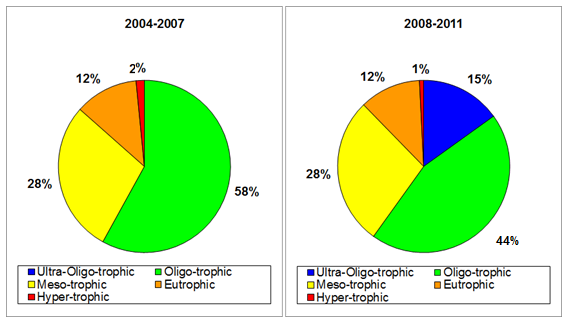 2004-2007
2%
12%
28%
58%
Ultra-Oligo-trophic Oligo-trophic
Meso-trophic Eutrophic
Hyper-trophic
2008-2011
1%
12%
15%
28%
44%
Ultra-Oligo-trophic Oligo-trophic
Meso-trophic Eutrophic
Hyper-trophic